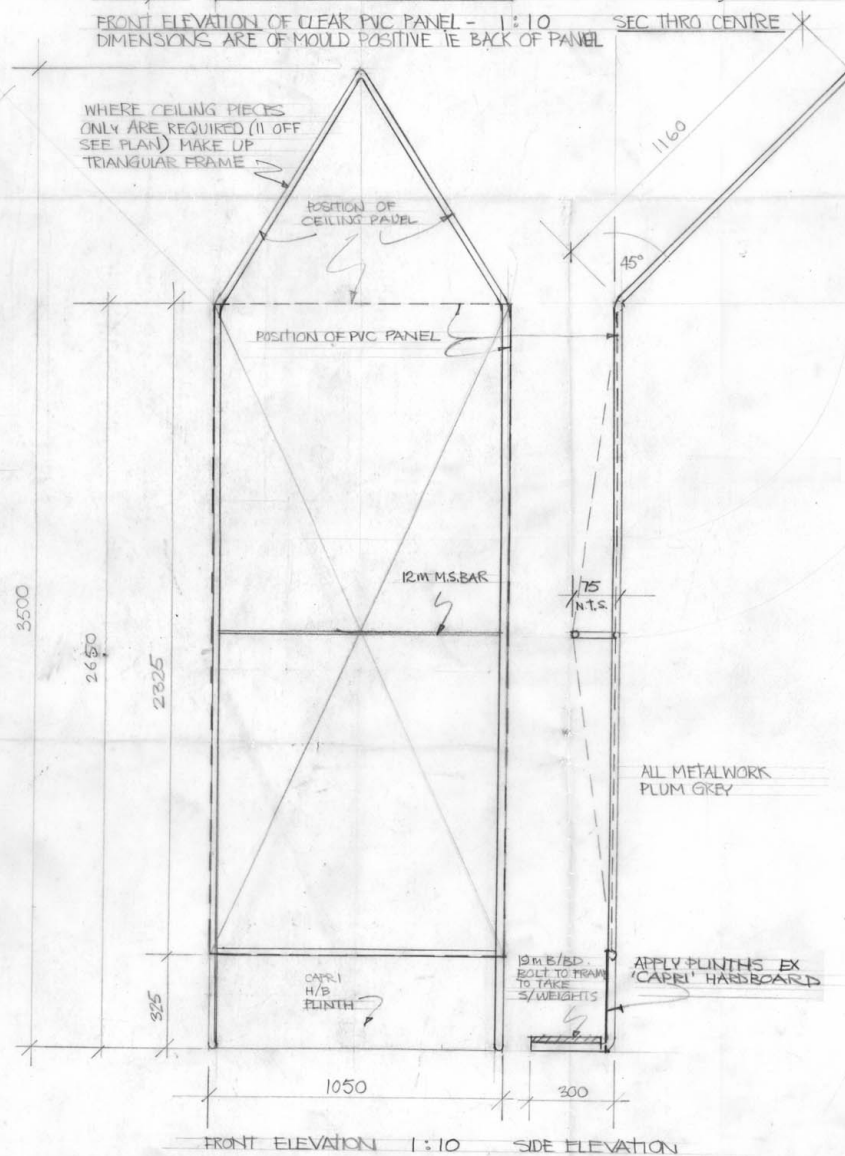 FRONT ELEVATION OF CLEAR PVC PANEL - 1:10
DIMENSIONS ARE OF MOULD POSITIVE IE BACK OF PANEL
SEC THRO CENTRE
WHERE CEILING PIECES
ONLY ARE REQUIRED (11 OFF
SEE PLAN) MAKE UP
TRIANGULAR FRAME
1160
POSITION OF
CEILING PANEL
45°
POSITION OF PVC PANEL
12m M.S.BAR
75
N.T.S.
3500
2650
2325
ALL METALWORK
PLUM GREY
CAPRI
H/B
PLINTH
19m B/BD.
BOLT TO FRAM
TO TAKE
S/WEIGHTS
APPLY PLINTHS EX
'CAPRI' HARDBOARD
325
1050
300
FRONT ELEVATION 1:10
SIDE ELEVATION